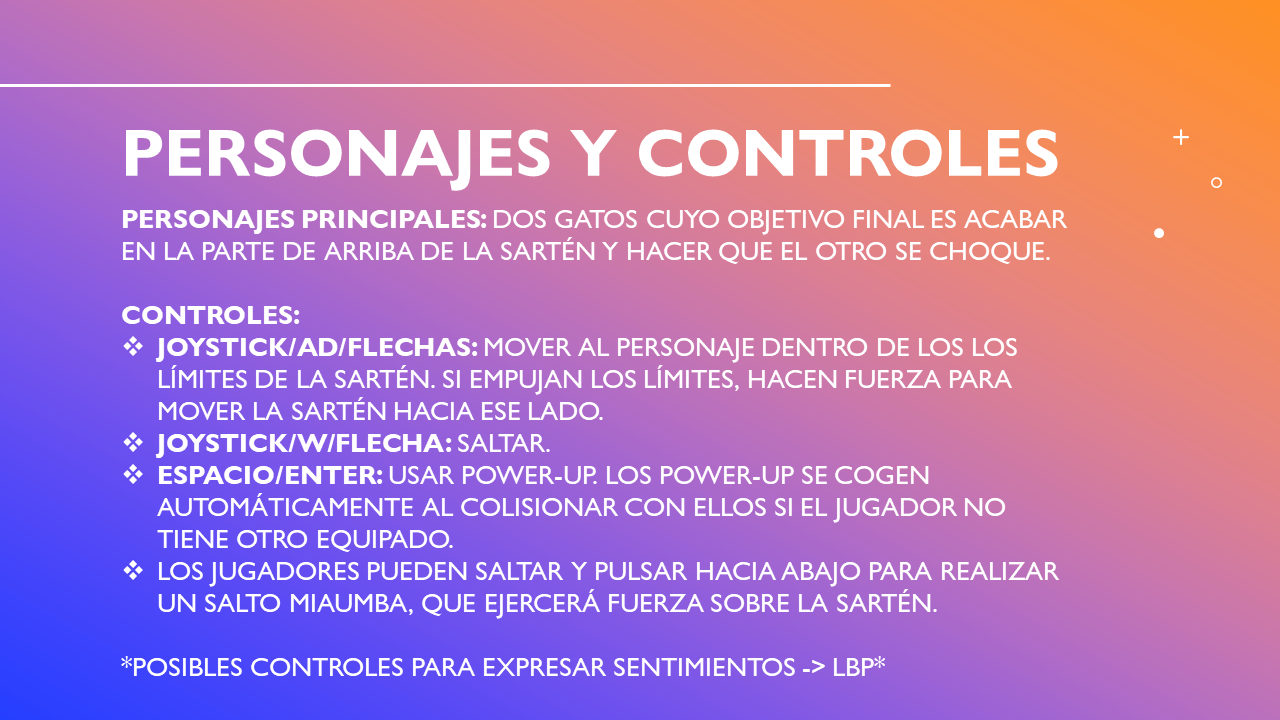 PERSONAJES Y CONTROLES
PERSONAJES PRINCIPALES: DOS GATOS CUYO OBJETIVO FINAL ES ACABAR
EN LA PARTE DE ARRIBA DE LA SARTÉN Y HACER QUE EL OTRO SE CHOQUE.
CONTROLES:
❖ JOYSTICK/AD/FLECHAS: MOVER AL PERSONAJE DENTRO DE LOS LOS
LÍMITES DE LA SARTÉN. SI EMPUJAN LOS LÍMITES, HACEN FUERZA PARA
MOVER LA SARTÉN HACIA ESE LADO.
❖ JOYSTICK/W/FLECHA: SALTAR.
❖ ESPACIO/ENTER: USAR POWER-UP. LOS POWER-UP SE COGEN
AUTOMÁTICAMENTE AL COLISIONAR CON ELLOS SI EL JUGADOR NO
TIENE OTRO EQUIPADO.
❖ LOS JUGADORES PUEDEN SALTAR Y PULSAR HACIA ABAJO PARA REALIZAR
UN SALTO MIAUMBA, QUE EJERCERÁ FUERZA SOBRE LA SARTÉN.
*POSIBLES CONTROLES PARA EXPRESAR SENTIMIENTOS -> LBP*